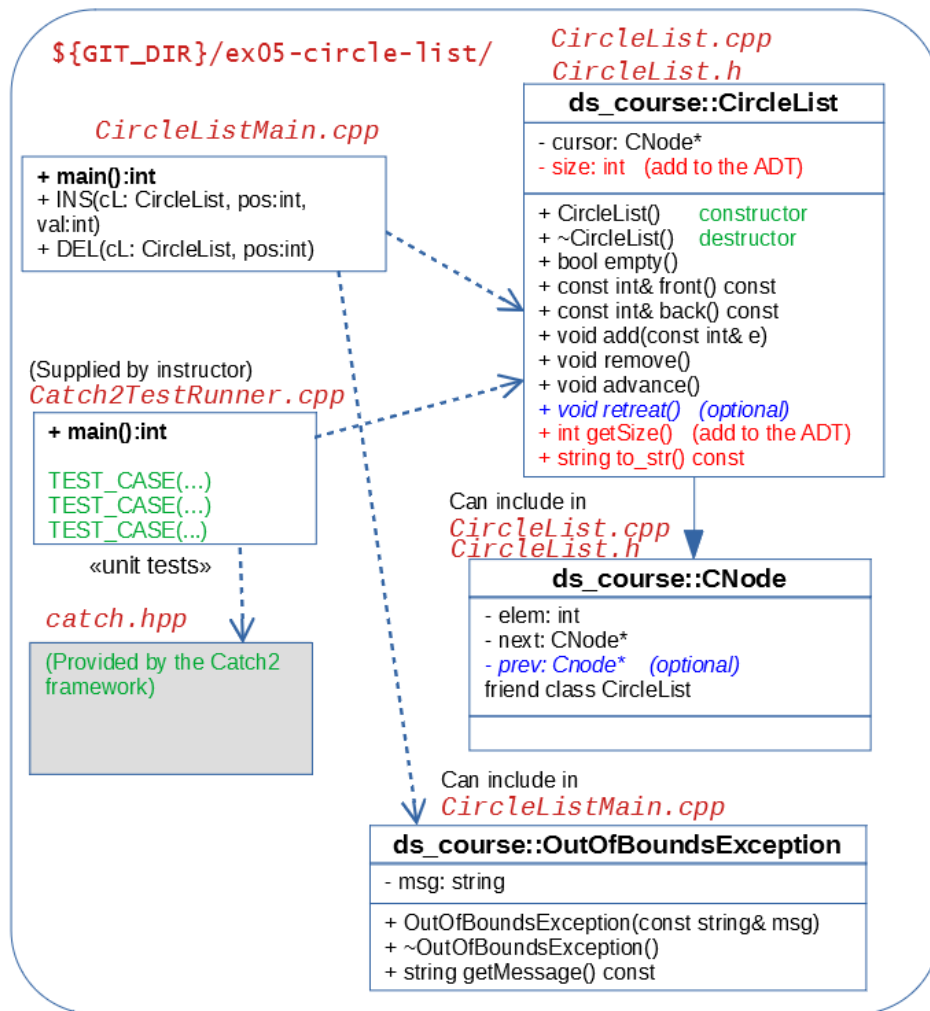 ${GIT_DIR}/ex05-circle-list/
CircleList.cpp
CircleList.h
ds_course::CircleList
- cursor: CNode*
- size: int (add to the ADT)
+ CircleList() constructor
+ ~CircleList() destructor
+ bool empty()
+ const int& front() const
+ const int& back() const
+ void add(const int& e)
+ void remove()
+ void advance()
+ void retreat() (optional)
+ int getSize() (add to the ADT)
+ string to_str() const
CircleListMain.cpp
+ main():int
+ INS(cL: CircleList, pos:int,
val:int)
+ DEL(cL: CircleList, pos:int)
(Supplied by instructor)
Catch2TestRunner.cpp
+ main():int
TEST_CASE(...)
TEST_CASE(...)
TEST_CASE(...)
«unit tests»
catch.hpp
(Provided by the Catch2
framework)
Can include in
CircleList.cpp
CircleList.h
ds_course::CNode
- elem: int
- next: CNode*
- prev: Cnode* (optional)
friend class CircleList
Can include in
CircleListMain.cpp
ds_course::OutOfBoundsException
- msg: string
+ OutOfBoundsException(const string& msg)
+ ~OutOfBoundsException()
+ string getMessage() const